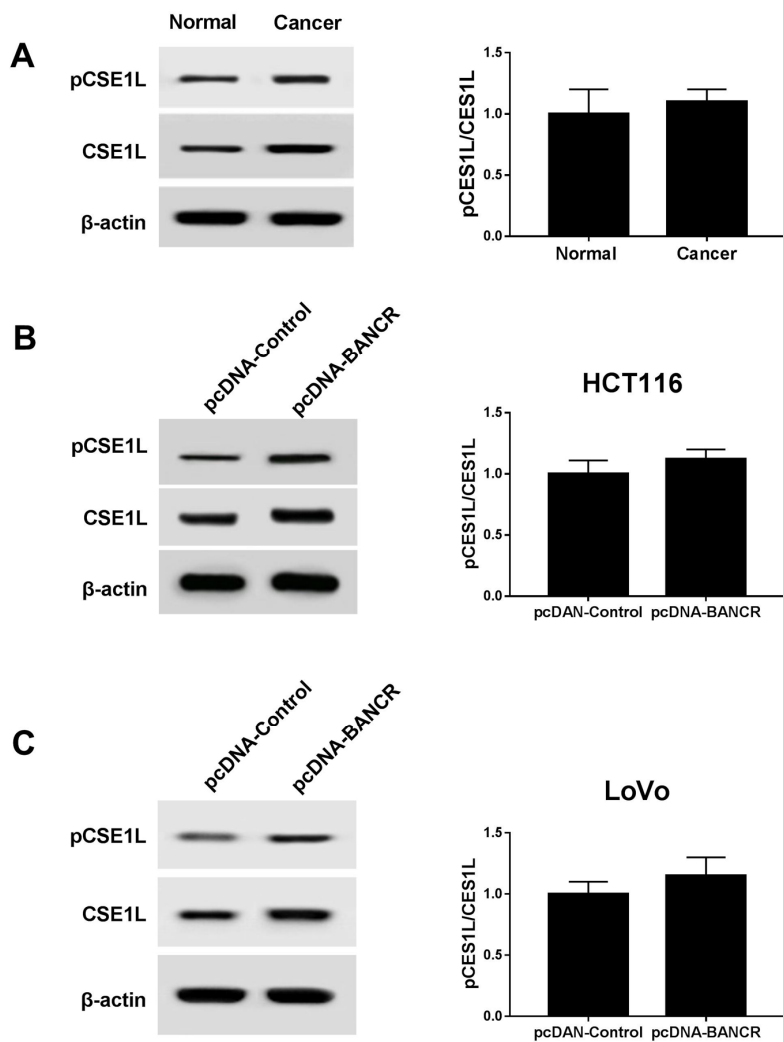 A
Normal Cancer
pCSE1L
CSE1L
β-actin
pCES1L/CES1L
1.5
1.0
0.5
0.0
Normal Cancer
B
pcDNA-Control
pcDNA-BANCR
pCSE1L
CSE1L
β-actin
HCT116
pCES1L/CES1L
1.5
1.0
0.5
0.0
pcDAN-Control pcDNA-BANCR
C
pcDNA-Control
pcDNA-BANCR
pCSE1L
CSE1L
β-actin
LoVo
pCES1L/CES1L
1.5
1.0
0.5
0.0
pcDAN-Control pcDNA-BANCR